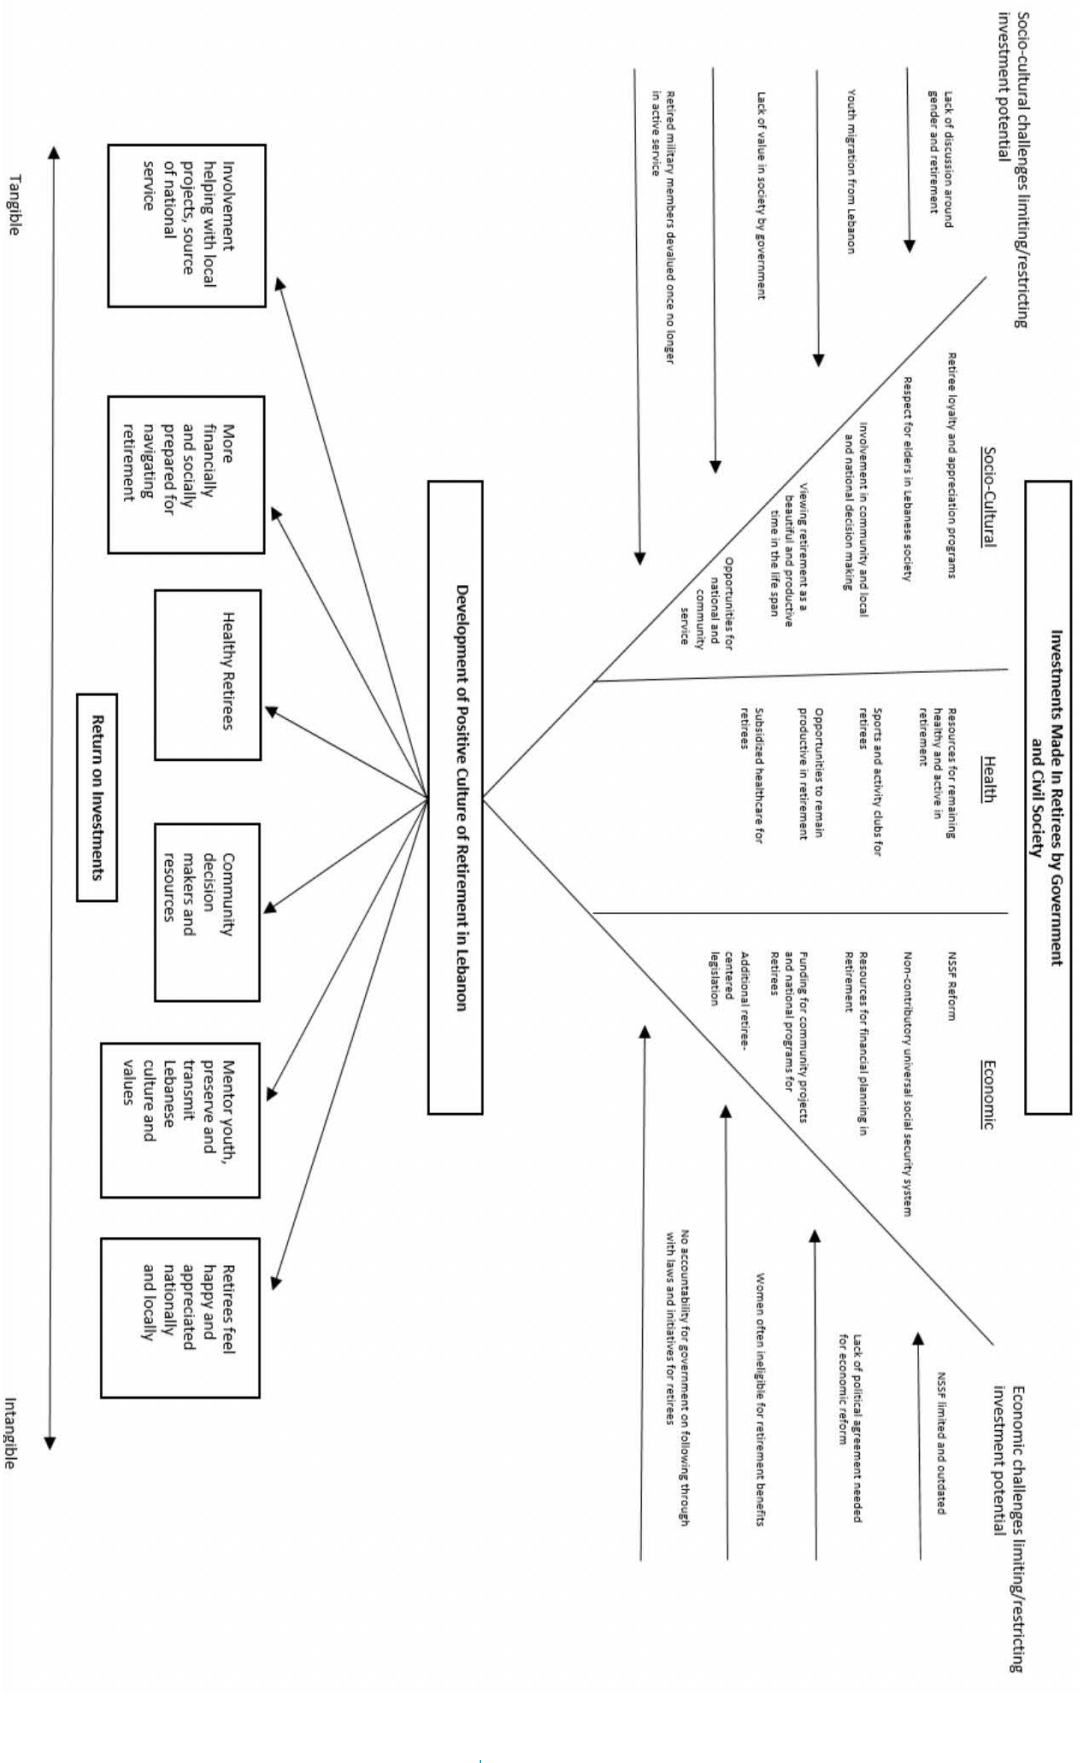 Investments Made In Retirees by Government
and Civil Society
Socio-cultural challenges limiting/restricting
investment potential
Lack of discussion around
gender and retirement
Youth migration from Lebanon
Lack of value in society by government
Retired military members devalued once no longer
in active service
Socio-Cultural
Retiree loyalty and appreciation programs
Respect for elders in Lebanese society
Involvement in community and local
and national decision making
Viewing retirement as a
beautiful and productive
time in the life span
Opportunities for
national and
community
service
Health
Resources for remaining
healthy and active in
retirement
Sports and activity clubs for
retirees
Opportunities to remain
productive in retirement
Subsidized healthcare for
retirees
Economic
NSSF Reform
Non-contributory universal social security system
Resources for financial planning in
Retirement
Funding for community projects
and national programs for
Retirees
Additional retiree-
centered
legislation
Economic challenges limiting/restricting
investment potential
NSSF limited and outdated
Lack of political agreement needed
for economic reform
Women often ineligible for retirement benefits
No accountability for government on following through
with laws and initiatives for retirees
Development of Positive Culture of Retirement in Lebanon
Involvement
helping with local
projects, source
of national
service
More
financially
and socially
prepared for
navigating
retirement
Healthy Retirees
Community
decision
makers and
resources
Mentor youth,
preserve and
transmit
Lebanese
culture and
values
Retirees feel
happy and
appreciated
nationally
and locally
Return on Investments
Tangible
Intangible